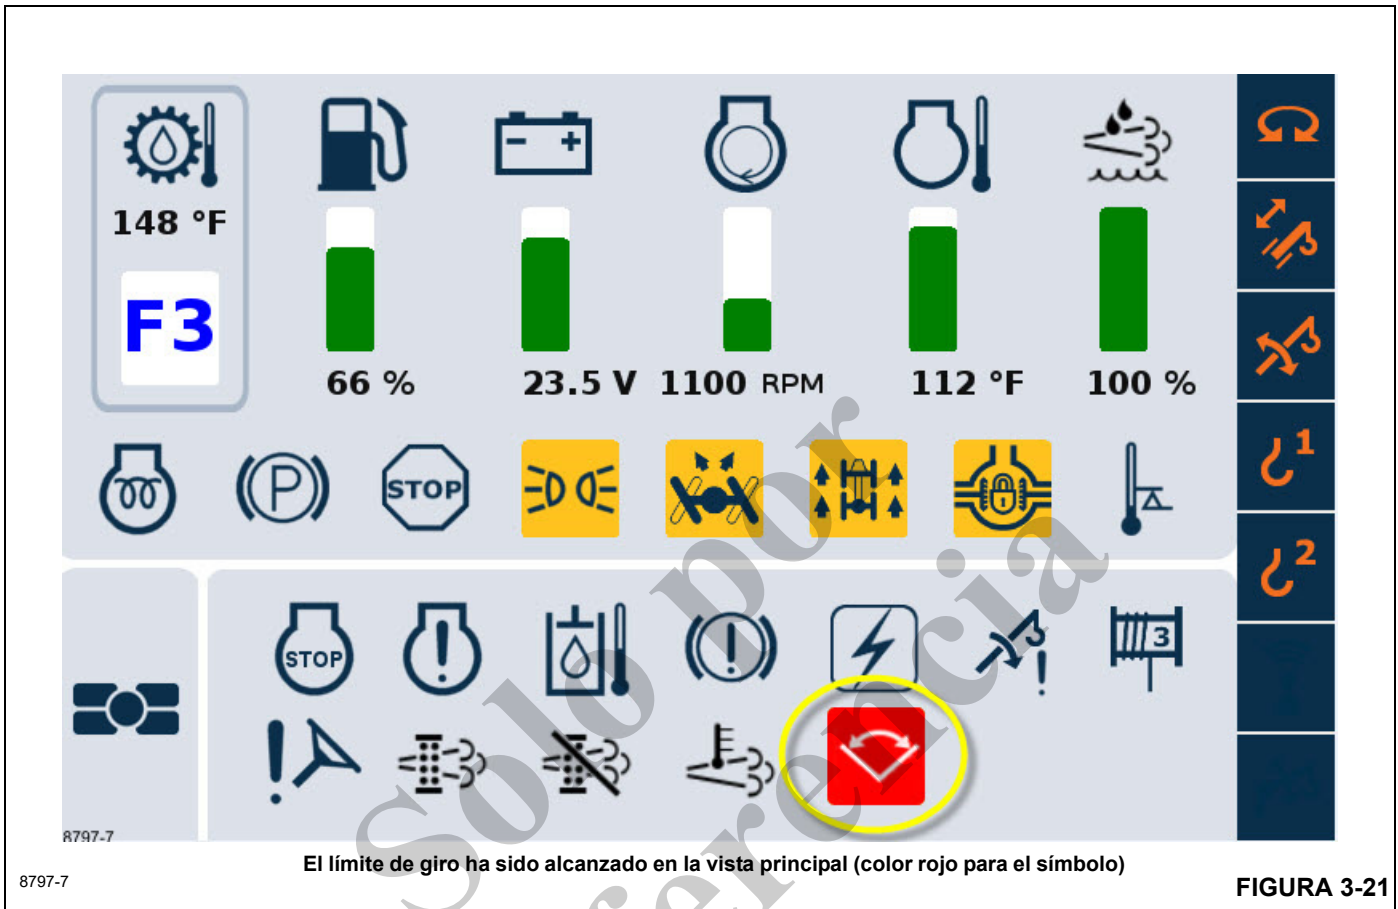 148 °F
F3
66 %
23.5 V
1100 RPM
112 °F
100 %
P
STOP
1
2
STOP
3
8797-7
Solo por
referencia
El límite de giro ha sido alcanzado en la vista principal (color rojo para el símbolo)
8797-7
FIGURA 3-21